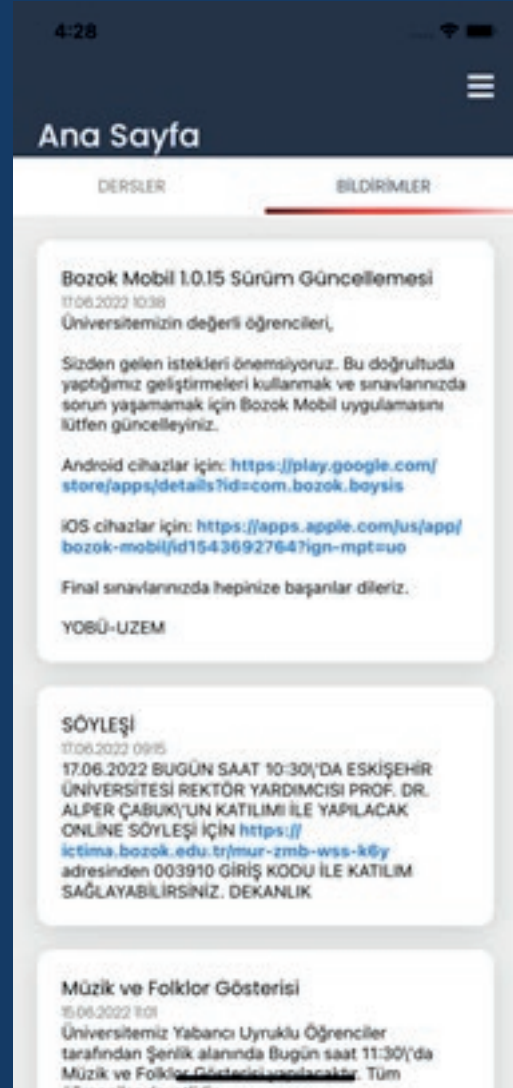 4:28
Ana Sayfa
DERSLER
BİLDİRİMLER
Bozok Mobil 1.0.15 Sürüm Güncellemesi
17.06.2022 10:38
Üniversitemizin değerli öğrencileri,
Sizden gelen istekleri önemsiyoruz. Bu doğrultuda
yaptığımız geliştirmeleri kullanmak ve sınavlarınızda
sorun yaşamamak için Bozok Mobil uygulamasını
lütfen güncelleyiniz.
Android cihazlar için: https://play.google.com/
store/apps/details?id=com.bozok.boysis
iOS cihazlar için: https://apps.apple.com/us/app/
bozok-mobil/id1543692764?ign-mpt=uo
Final sınavlarınızda hepinize başarılar dileriz.
YOBÜ-UZEM
SÖYLEŞİ
17.06.2022 09:15
17.06.2022 BUGÜN SAAT 10:30\'DA ESKİŞEHİR
ÜNİVERSİTESİ REKTÖR YARDIMCISI PROF. DR.
ALPER ÇABUK\'UN KATILIMI İLE YAPILACAK
ONLİNE SÖYLEŞİ İÇİN https://
ictima.bozok.edu.tr/mur-zmb-wss-k6y
adresinden 003910 GİRİŞ KODU İLE KATILIM
SAĞLAYABİLİRSİNİZ. DEKANLIK
Müzik ve Folklor Gösterisi
15.06.2022 11:01
Üniversitemiz Yabancı Uyruklu Öğrenciler
tarafından Şenlik alanında Bugün saat 11:30\'da
Müzik ve Folklor Gösterisi yapılacaktır. Tüm